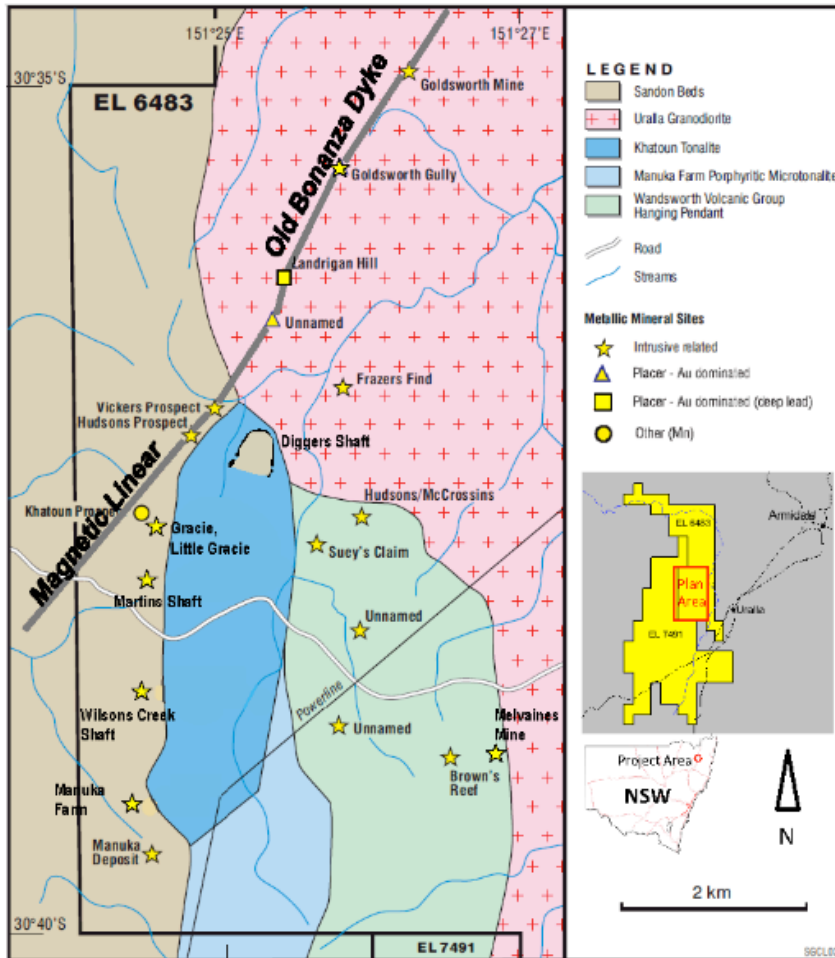 151°25'
151°27'
30°35'S
EL 6483
Old Bonanza Dyke
Goldsworth Mine
Goldsworth Gully
Landrigan Hill
Unnamed
Frazers Find
Vickers Prospect
Hudsons Prospect
Diggers Shaft
Magnetic Linear
Hudsons/McCrossins
Khatoun Prospe
Gracie,
Little Gracie
Suey's Claim
Martins Shaft
Unnamed
Powerline
Wilsons Creek
Shaft
Unnamed
Melvaines
Mine
Brown's
Reef
Manuka
Farm
Manuka
Deposit
30°40'S
EL 7491
LEGEND
Sandon Beds
Uralla Granodiorite
Khatoun Tonalite
Manuka Farm Porphyritic Microtonalite
Wandsworth Volcanic Group
Hanging Pendant
Road
Streams
Metallic Mineral Sites
Intrusive related
Placer - Au dominated
Placer - Au dominated (deep lead)
Other (Mn)
EL 6483
Armidale
Plan
Area
Uralla
EL 7491
Project Area
NSW
N
2 km